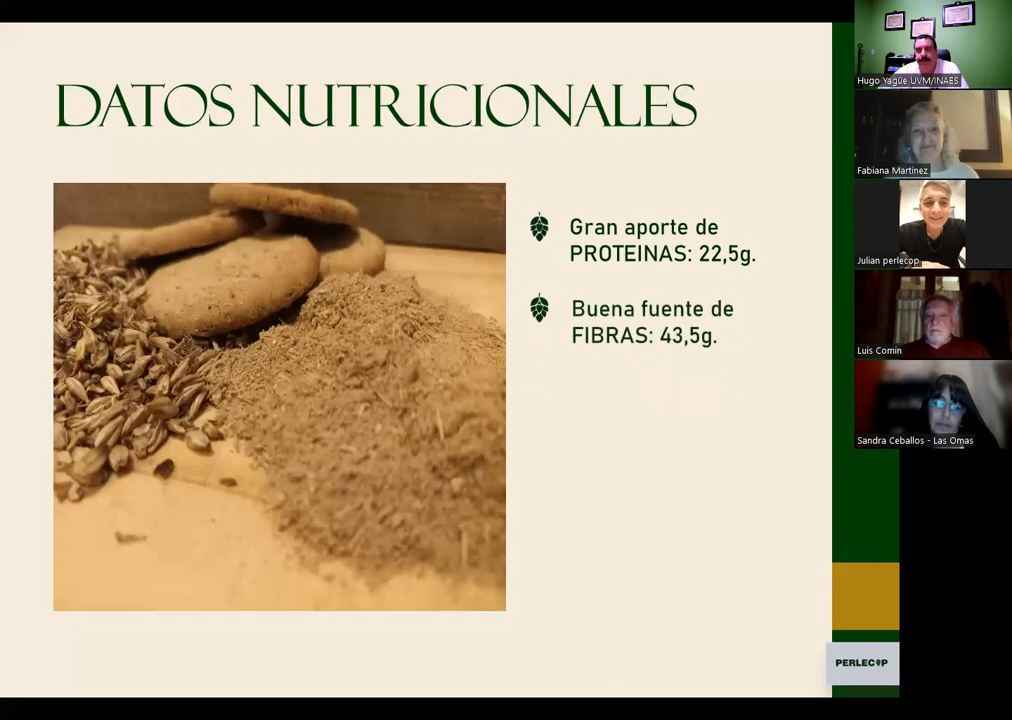 DATOS NUTRICIONALES
Gran aporte de
PROTEINAS: 22,5g.
Buena fuente de
FIBRAS: 43,5g.
PERLECOP
Hugo Yagüe UVM/INAES
Fabiana Martinez
Julian perlecop
Luis Comin
Sandra Ceballos - Las Omas